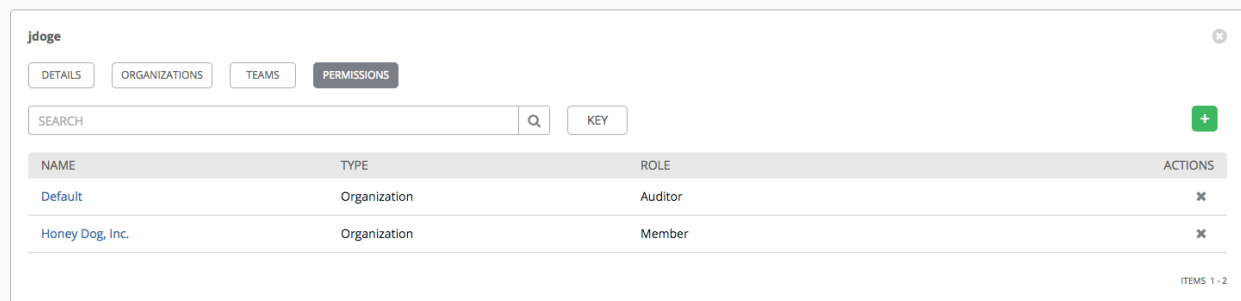 jdoge
DETAILS ORGANIZATIONS TEAMS PERMISSIONS
SEARCH KEY +
NAME TYPE ROLE ACTIONS
Default Organization Auditor
Honey Dog, Inc. Organization Member
ITEMS 1 - 2